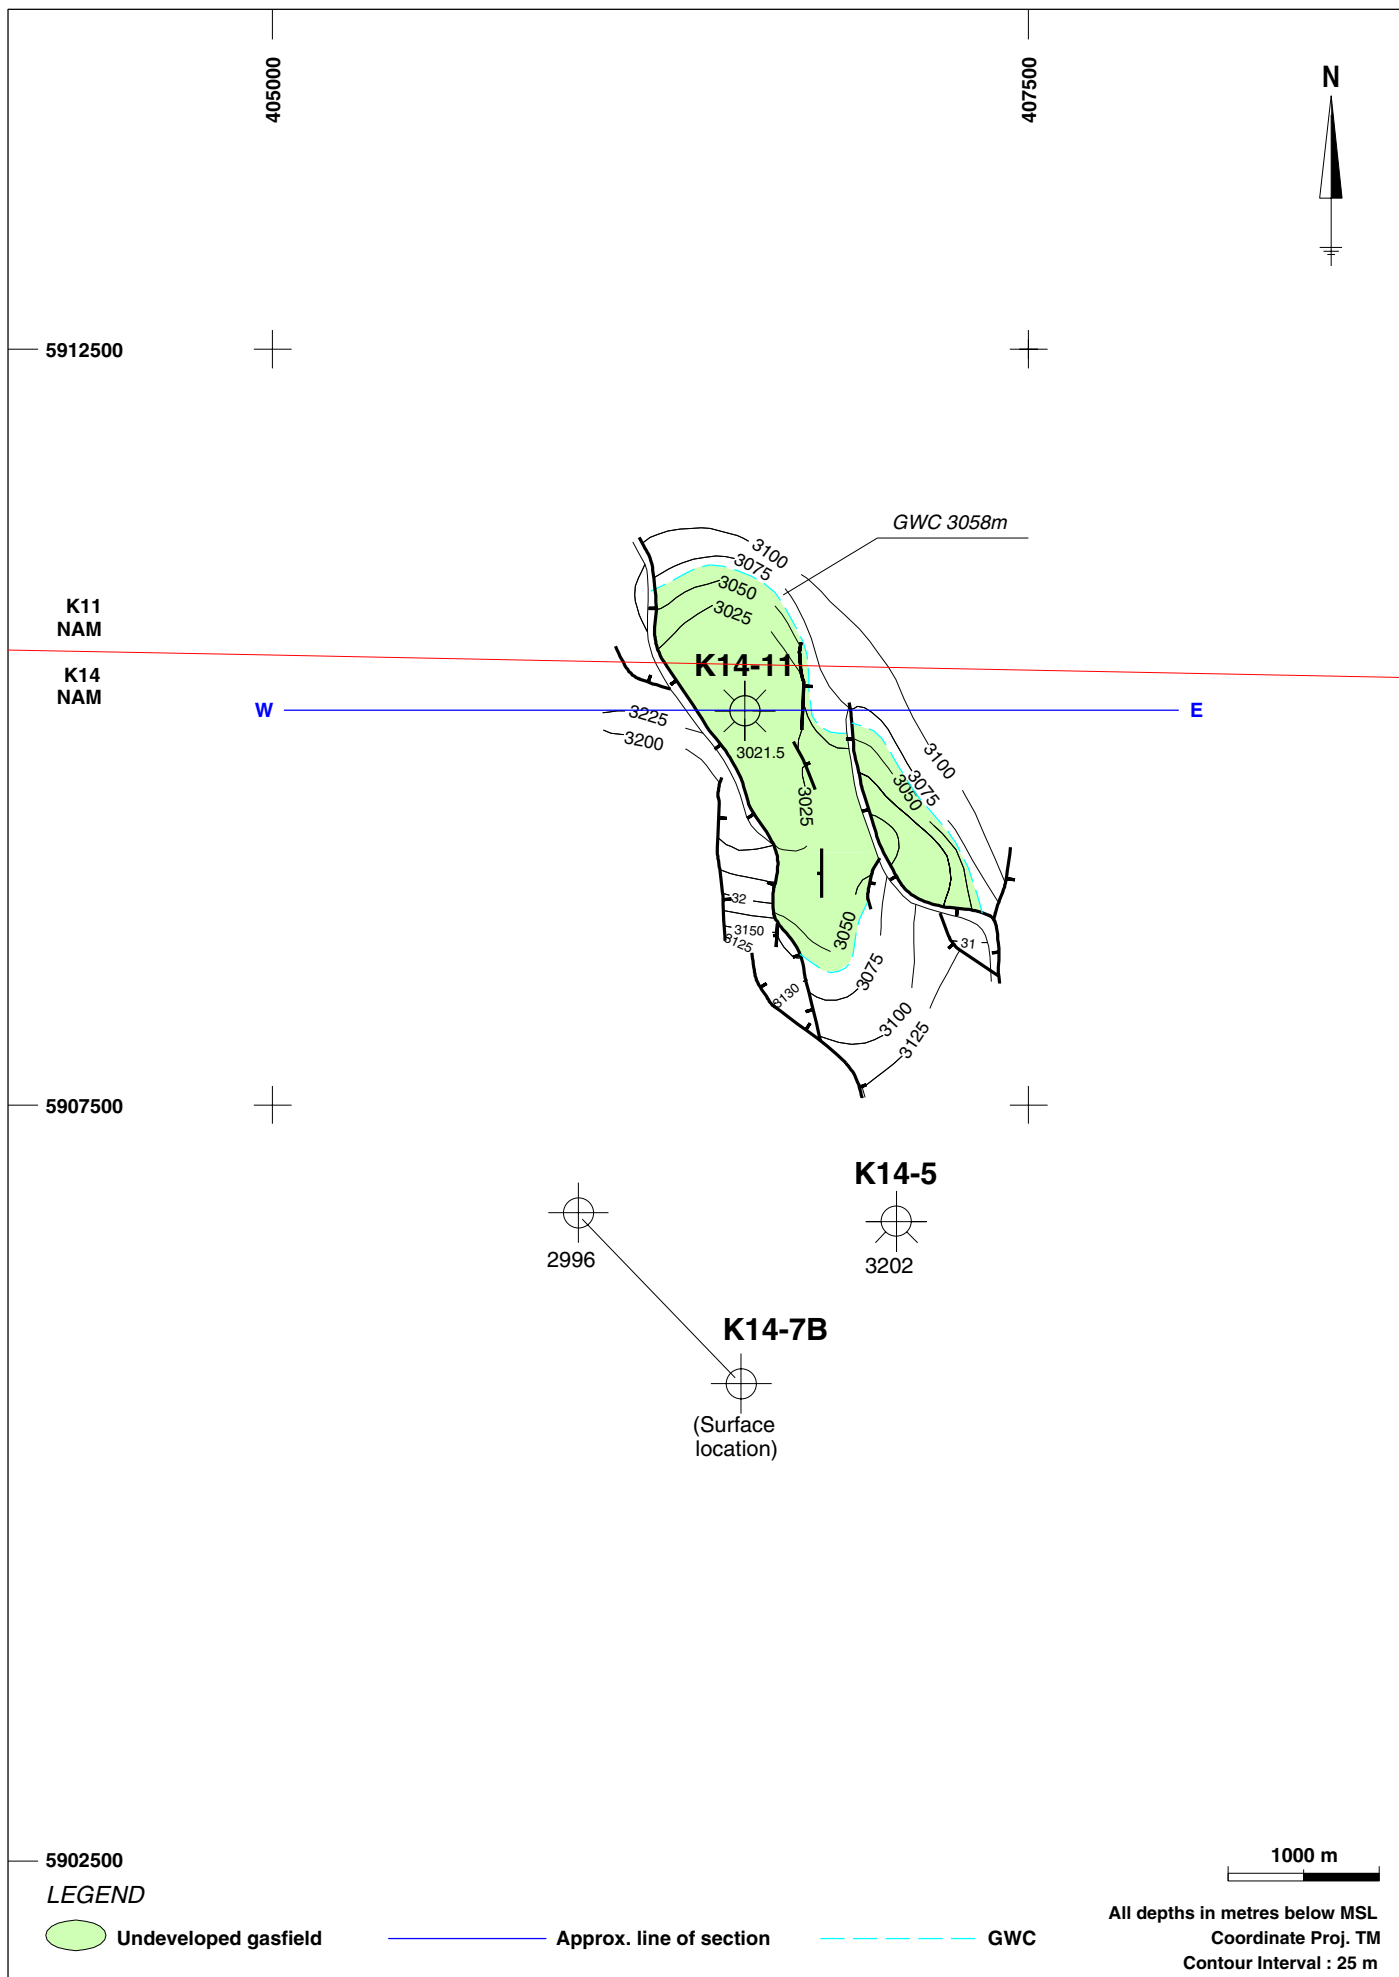 405000
407500
N
5912500
GWC 3058m
3100
3075
3050
3025
K11
NAM
K14
NAM
K14-11
W
E
3225
3200
3021.5
3100
3075
3050
3025
32
3150
3125
3050
31
3075
3130
3100
3125
5907500
K14-5
2996
3202
K14-7B
(Surface
location)
5902500
LEGEND
Undeveloped gasfield
Approx. line of section
GWC
1000 m
All depths in metres below MSL
Coordinate Proj. TM
Contour Interval : 25 m